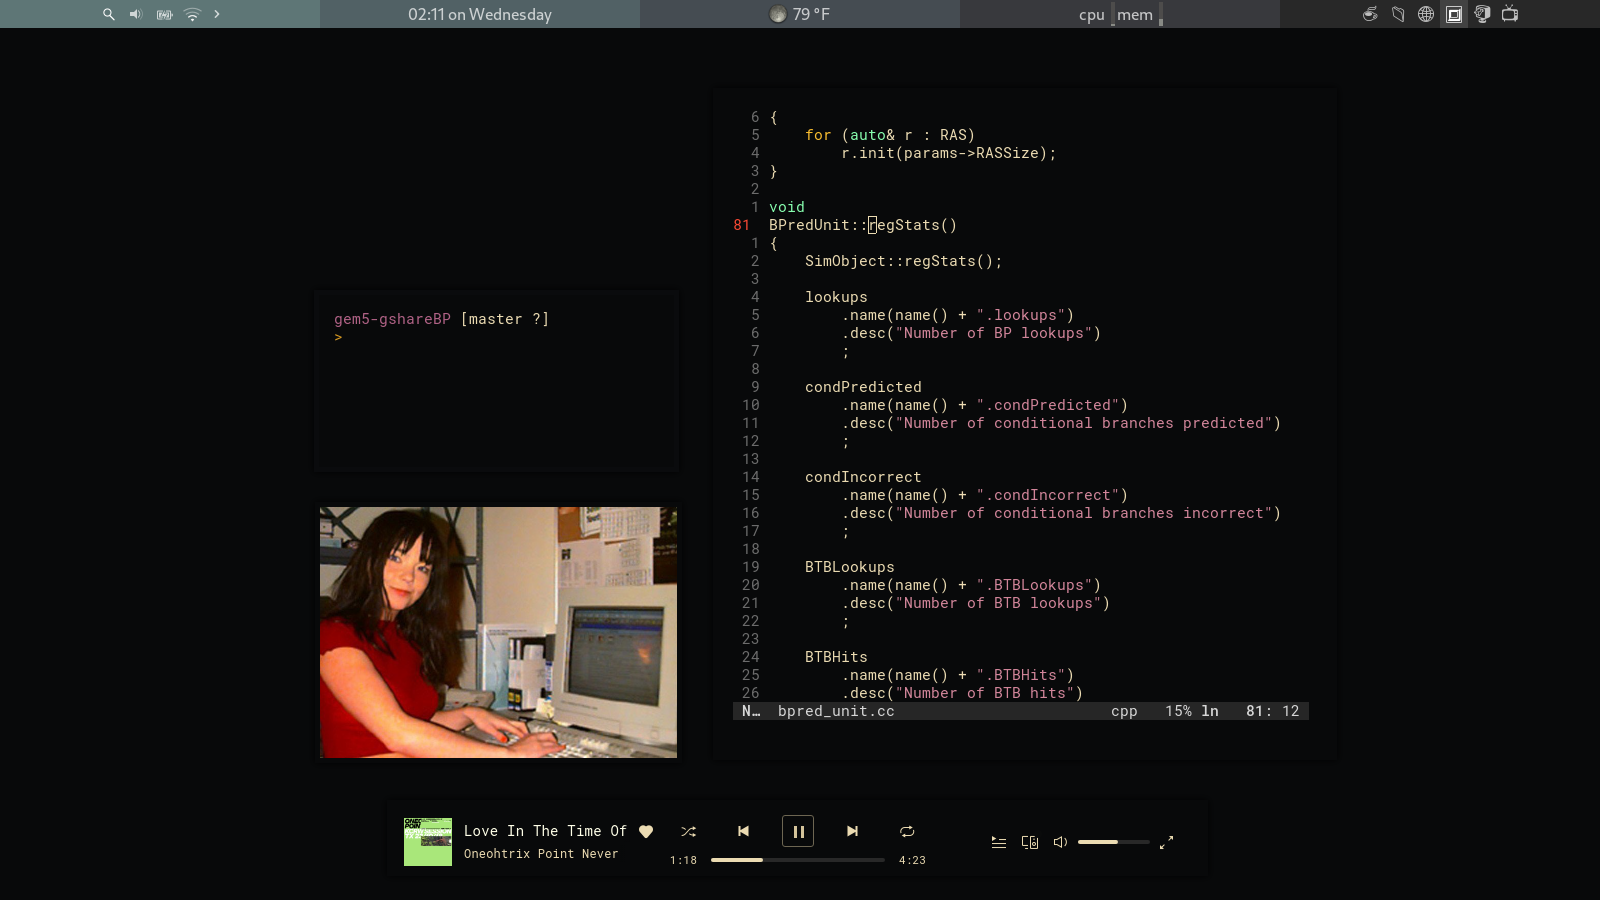 02:11 on Wednesday
79 °F
cpu mem
6 {
5 for (auto& r : RAS)
4 r.init(params->RASSize);
3 }
2
1 void
81 BPredUnit::regStats()
1 {
2 SimObject::regStats();
3
4 lookups
5 .name(name() + ".lookups")
6 .desc("Number of BP lookups")
7 ;
8
9 condPredicted
10 .name(name() + ".condPredicted")
11 .desc("Number of conditional branches predicted")
12 ;
13
14 condIncorrect
15 .name(name() + ".condIncorrect")
16 .desc("Number of conditional branches incorrect")
17 ;
18
19 BTBLookups
20 .name(name() + ".BTBLookups")
21 .desc("Number of BTB lookups")
22 ;
23
24 BTBHits
25 .name(name() + ".BTBHits")
26 .desc("Number of BTB hits")
N… bpred_unit.cc cpp 15% ln 81: 12
gem5-gshareBP [master ?]
>
Love In The Time Of
Oneohtrix Point Never
1:18
4:23